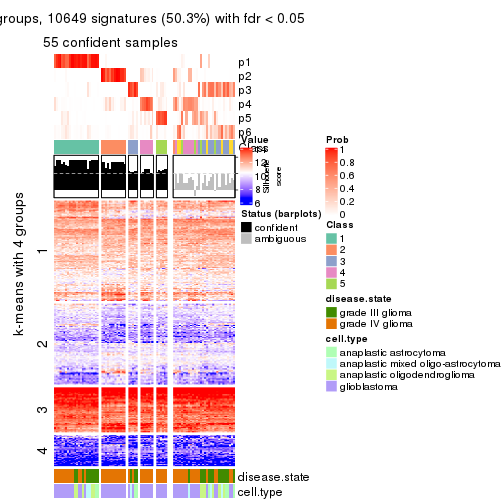 groups, 10649 signatures (50.3%) with fdr < 0.05
55 confident samples
p1
p2
p3
p4
p5
p6
Value
14
12
10
8
6
Silhouette
score
Status (barplots)
confident
ambiguous
Prob
1
0.8
0.6
0.4
0.2
0
Class
1
2
3
4
5
disease.state
grade III glioma
grade IV glioma
cell.type
anaplastic astrocytoma
anaplastic mixed oligo-astrocytoma
anaplastic oligodendroglioma
glioblastoma
k-means with 4 groups
1
2
3
4
disease.state
cell.type